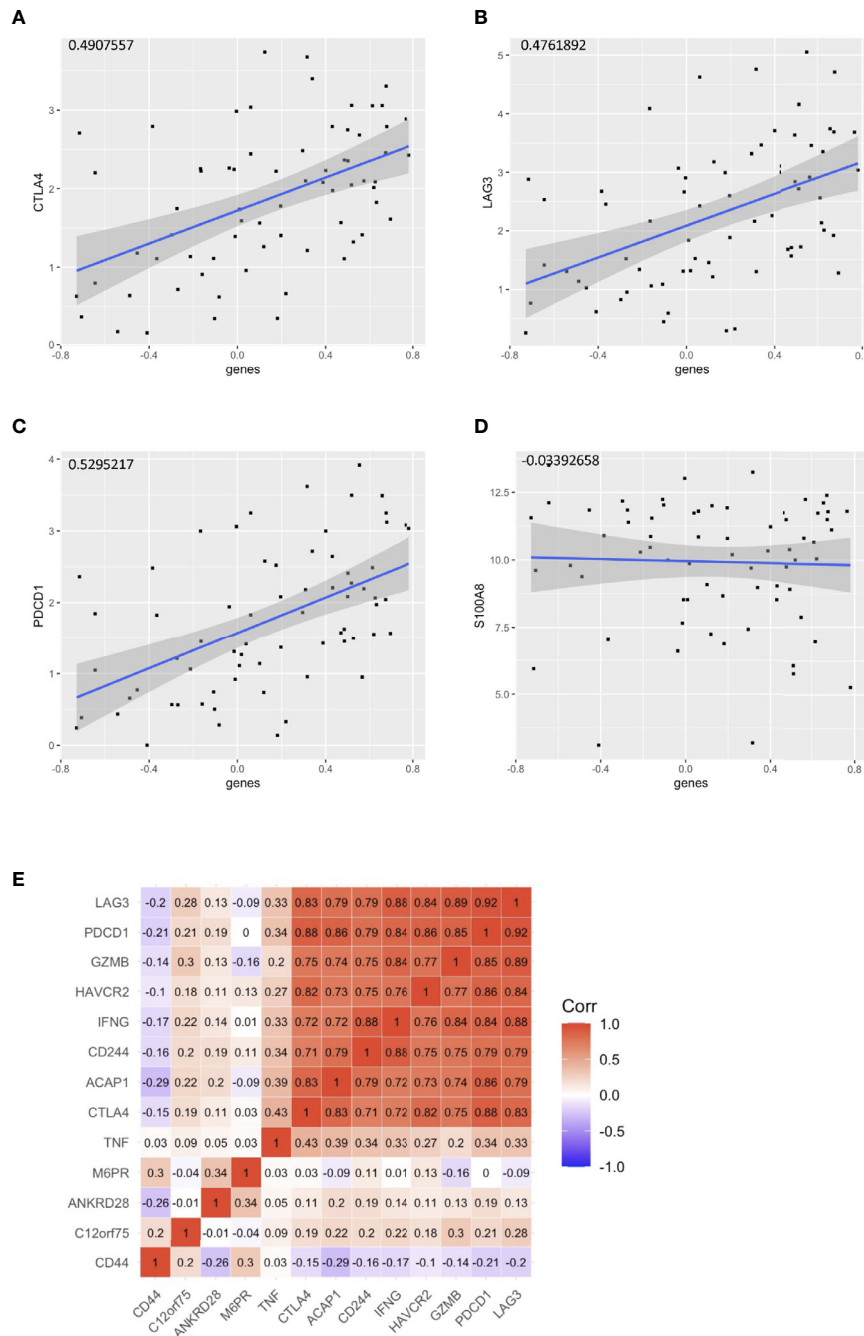 A
0.4907557
CTLA4
3
2
1
0
-0.8 -0.4 0.0 0.4 0.8
genes
B
0.4761892
LAG3
5
4
3
2
1
-0.8 -0.4 0.0 0.4 0.8
genes
C
0.5295217
PDCD1
4
3
2
1
0
-0.8 -0.4 0.0 0.4 0.8
genes
D
-0.03392658
S100A8
12.5
10.0
7.5
5.0
-0.8 -0.4 0.0 0.4 0.8
genes
E
LAG3 -0.2 0.28 0.13 -0.09 0.33 0.83 0.79 0.79 0.88 0.84 0.89 0.92 1
PDCD1 -0.21 0.21 0.19 0 0.34 0.88 0.86 0.79 0.84 0.86 0.85 1 0.92
GZMB -0.14 0.3 0.13 -0.16 0.2 0.75 0.74 0.75 0.84 0.77 1 0.85 0.89
HAVCR2 -0.1 0.18 0.11 0.13 0.27 0.82 0.73 0.75 0.76 1 0.77 0.86 0.84
IFNG -0.17 0.22 0.14 0.01 0.33 0.72 0.72 0.88 1 0.76 0.84 0.84 0.88
CD244 -0.16 0.2 0.19 0.11 0.34 0.71 0.79 1 0.88 0.75 0.75 0.79 0.79
ACAP1 -0.29 0.22 0.2 -0.09 0.39 0.83 1 0.79 0.72 0.73 0.74 0.86 0.79
CTLA4 -0.15 0.19 0.11 0.03 0.43 1 0.83 0.71 0.72 0.82 0.75 0.88 0.83
TNF 0.03 0.09 0.05 0.03 1 0.43 0.39 0.34 0.33 0.27 0.2 0.34 0.33
M6PR 0.3 -0.04 0.34 1 0.03 0.03 -0.09 0.11 0.01 0.13 -0.16 0 -0.09
ANKRD28 -0.26 -0.01 1 0.34 0.05 0.11 0.2 0.19 0.14 0.11 0.13 0.19 0.13
C12orf75 0.2 1 -0.01 -0.04 0.09 0.19 0.22 0.2 0.22 0.18 0.3 0.21 0.28
CD44 1 0.2 -0.26 0.3 0.03 -0.15 -0.29 -0.16 -0.17 -0.1 -0.14 -0.21 -0.2
CD44 C12orf75 ANKRD28 M6PR TNF CTLA4 ACAP1 CD244 IFNG HAVCR2 GZMB PDCD1 LAG3
Corr
1.0
0.5
0.0
-0.5
-1.0